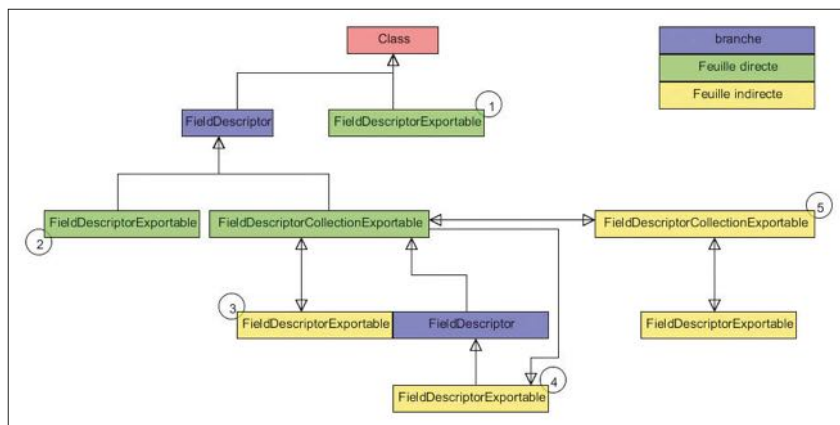 Class
branche
Feuille directe
Feuille indirecte
1
FieldDescriptor
FieldDescriptorExportable
5
FieldDescriptorExportable
FieldDescriptorCollectionExportable
FieldDescriptorCollectionExportable
2
3
FieldDescriptorExportable
FieldDescriptor
FieldDescriptorExportable
4
FieldDescriptorExportable